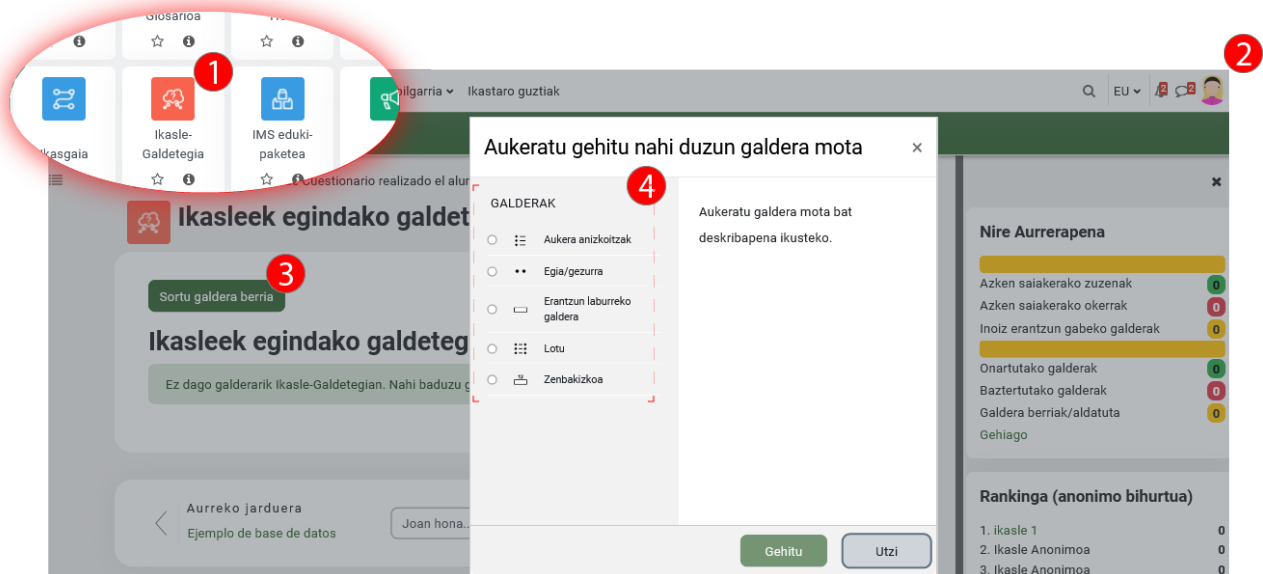 Glosarioa
1
2
Ikasgaia
Ikasle-
Galdetegia
IMS eduki-
paketea
Ikastaro guztiak
EU
2
2
Cuestionario realizado el
Ikasleek egindako
3
Sortu galdera berria
Ikasleek egindako
Ez dago galderarik Ikasle-Galdetegian. Nahi baduzu
Aurreko jarduera
Ejemplo de base de datos
Joan hona...
Aukeratu gehitu nahi duzun galdera mota
×
4
GALDERAK
Aukera anizkoitzak
Egia/gezurra
Erantzun laburreko
galdera
Lotu
Zenbakizkoa
Aukeratu galdera mota bat
deskribapena ikusteko.
Gehitu
Utzi
Nire Aurrerapena
Azken saiakerako zuzenak 0
Azken saiakerako okerrak 0
Inoiz erantzun gabeko galderak 0
Onartutako galderak 0
Baztertutako galderak 0
Galdera berriak/aldatuta 0
Gehiago
Rankinga (anonimo bihurtua)
1. ikasle 1 0
2. Ikasle Anonimoa 0
3. Ikasle Anonimoa 0